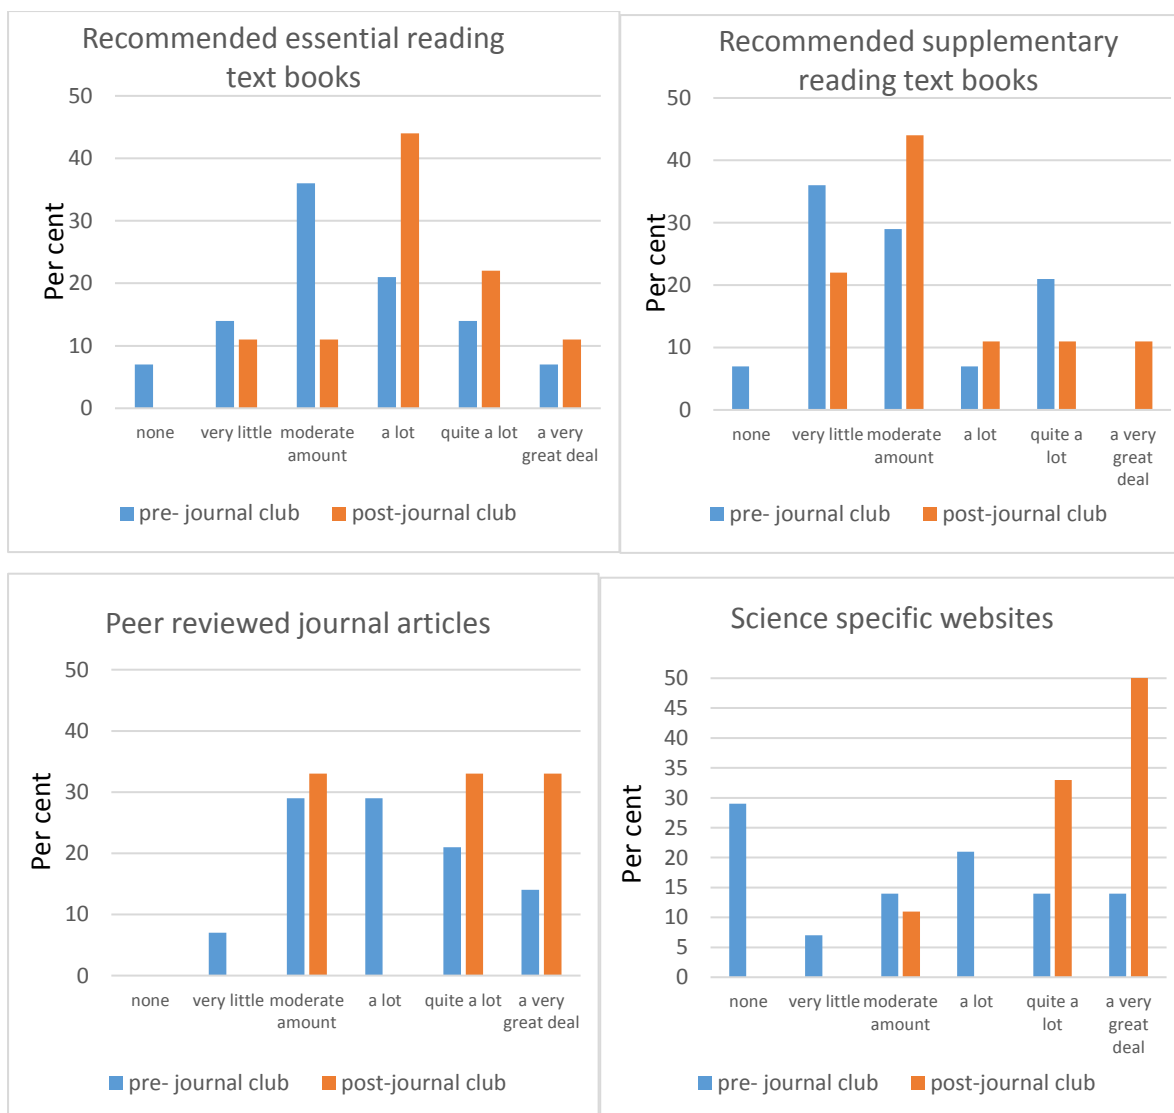 Recommended essential reading
text books
Per cent
50
40
30
20
10
0
none very little moderate a lot quite a lot a very
amount great deal
pre- journal club post-journal club
Recommended supplementary
reading text books
Per cent
50
40
30
20
10
0
none very little moderate a lot quite a a very
amount lot great
deal
pre- journal club post-journal club
Peer reviewed journal articles
Per cent
50
40
30
20
10
0
none very little moderate a lot quite a lot a very
amount great deal
pre- journal club post-journal club
Science specific websites
Per cent
50
45
40
35
30
25
20
15
10
5
0
none very little moderate a lot quite a a very
amount lot great
deal
pre- journal club post-journal club